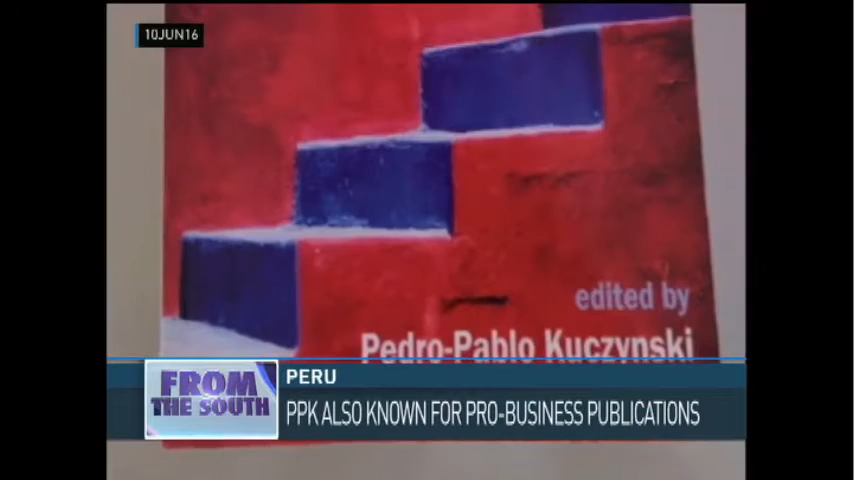 10JUN16
edited by
Pedro-Pablo Kuczynski
FROM
THE SOUTH
PERU
PPK ALSO KNOWN FOR PRO-BUSINESS PUBLICATIONS